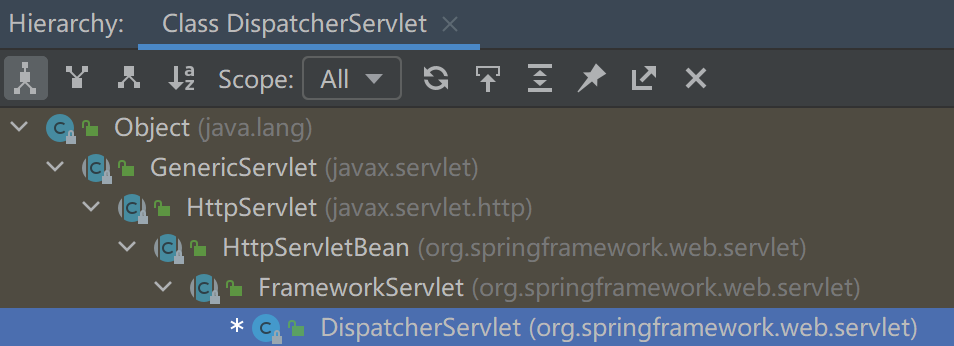 Hierarchy: Class DispatcherServlet
Scope: All
Object (java.lang)
GenericServlet (javax.servlet)
HttpServlet (javax.servlet.http)
HttpServletBean (org.springframework.web.servlet)
FrameworkServlet (org.springframework.web.servlet)
* DispatcherServlet (org.springframework.web.servlet)